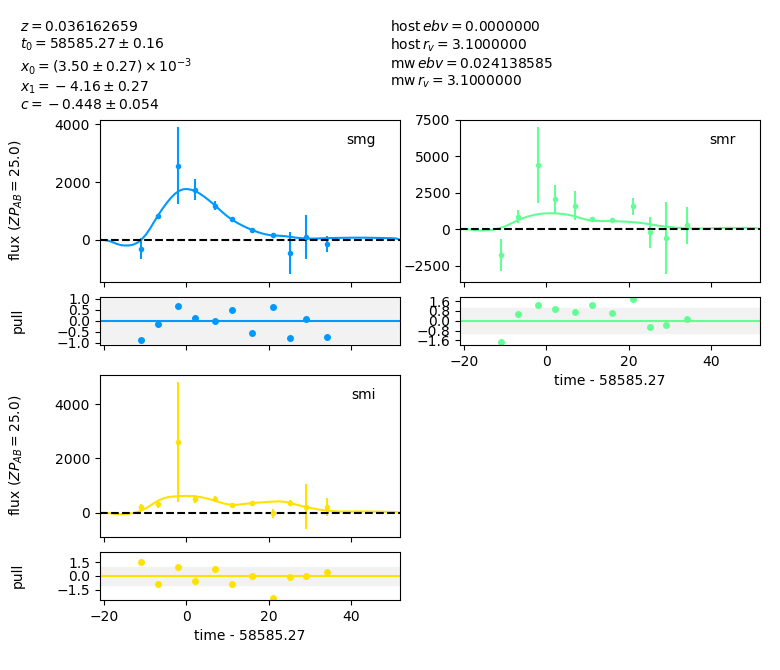 z = 0.036162659
t₀ = 58585.27 ± 0.16
x₀ = (3.50 ± 0.27) × 10⁻³
x₁ = −4.16 ± 0.27
c = −0.448 ± 0.054
host ebv = 0.0000000
host r_v = 3.1000000
mw ebv = 0.024138585
mw r_v = 3.1000000
smg
flux (ZP_AB = 25.0)
4000
2000
0
pull
1.0
0.5
0.0
−0.5
−1.0
smr
7500
5000
2500
0
−2500
1.6
0.8
0.0
−0.8
−1.6
−20
0
20
40
time - 58585.27
smi
flux (ZP_AB = 25.0)
4000
2000
0
pull
1.5
0.0
−1.5
−20
0
20
40
time - 58585.27